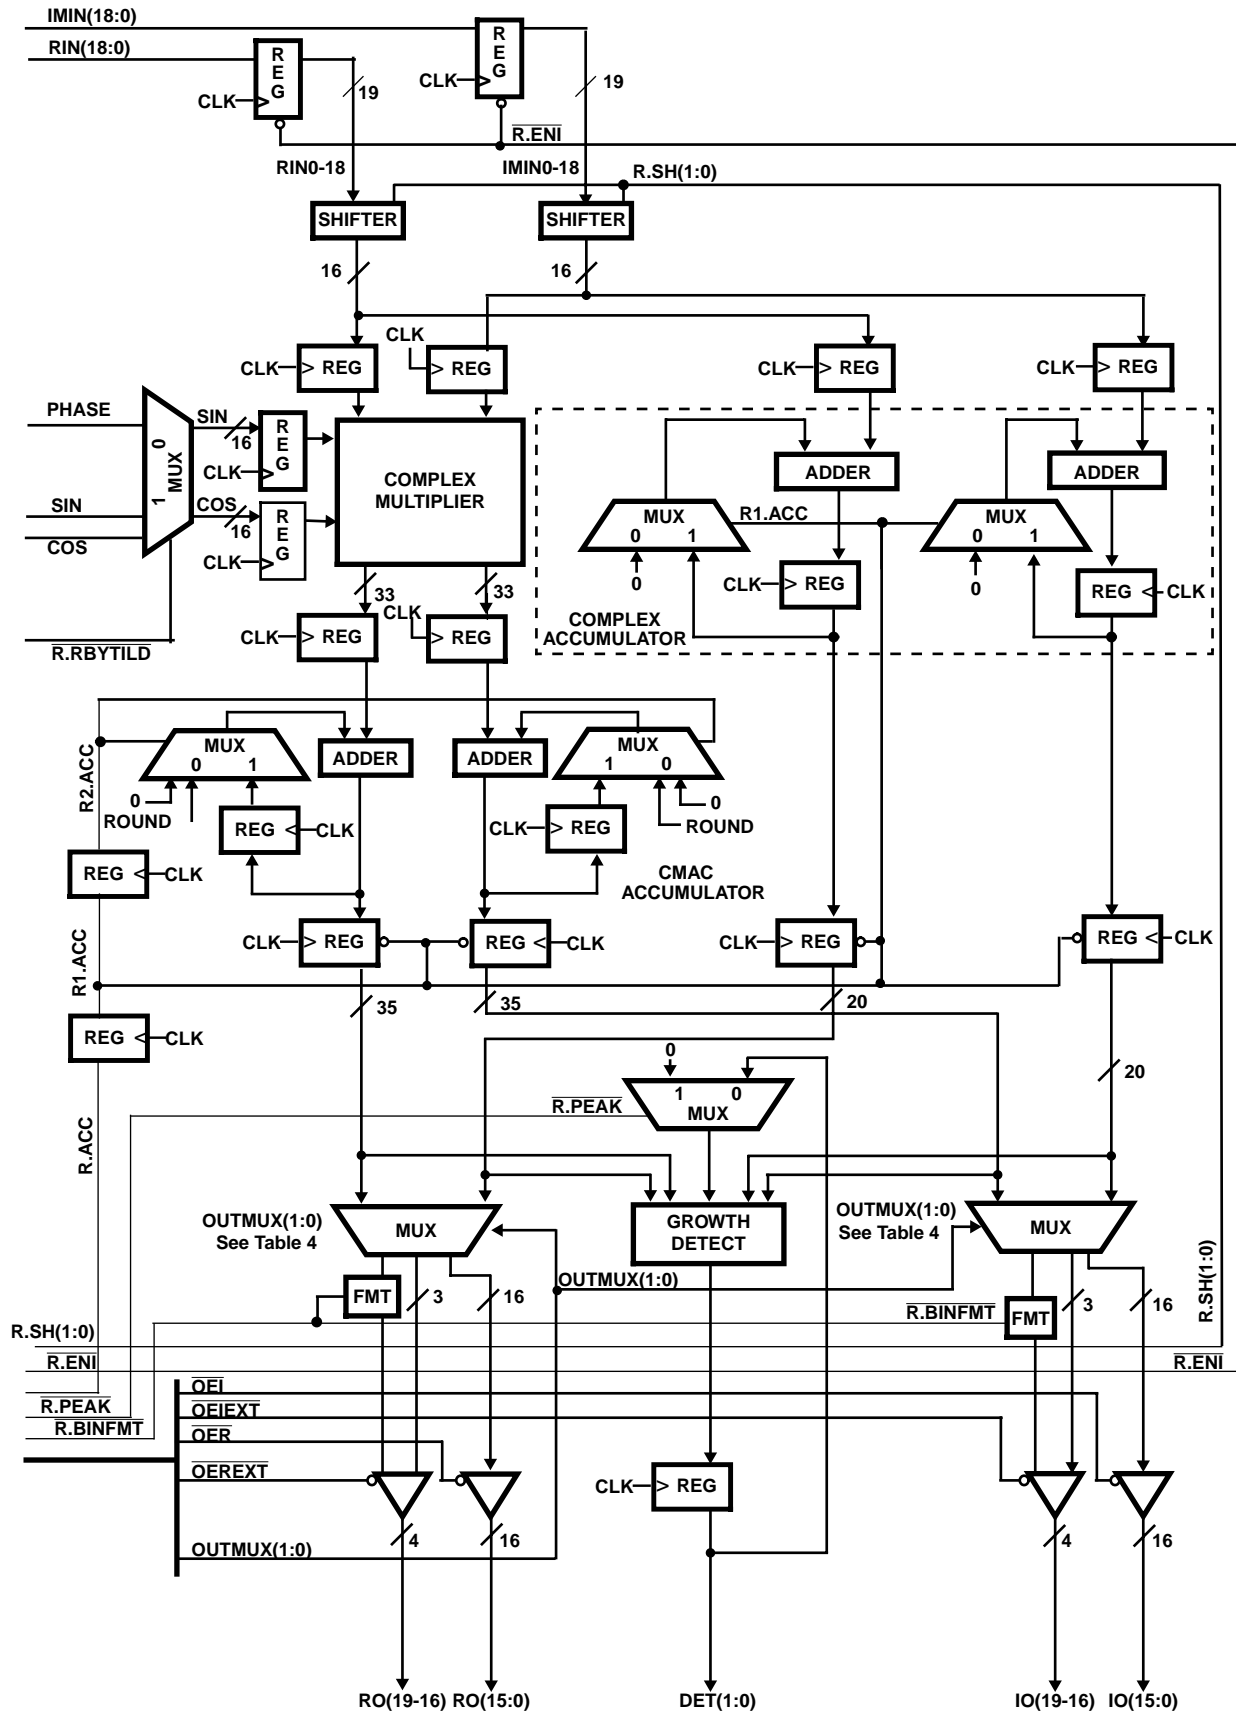 IMIN(18:0)
RIN(18:0)
REG
REG
CLK
CLK
19
19
R.ENI
RIN0-18
IMIN0-18
R.SH(1:0)
SHIFTER
SHIFTER
16
16
CLK
CLK
REG
REG
CLK
REG
CLK
REG
PHASE
SIN
16
REG
CLK
MUX
0
1
SIN
COS
COS
16
REG
CLK
COMPLEX
MULTIPLIER
ADDER
ADDER
MUX
0 1
R1.ACC
MUX
0 1
0
0
CLK
REG
REG
CLK
COMPLEX
ACCUMULATOR
R.RBYTILD
33
33
CLK
CLK
REG
REG
R2.ACC
MUX
0 1
ADDER
ADDER
MUX
1 0
0
ROUND
0
ROUND
REG
CLK
CLK
REG
REG
CLK
CMAC
ACCUMULATOR
CLK
REG
REG
CLK
CLK
REG
REG
CLK
R1.ACC
35
35
20
REG
CLK
0
20
1 0
MUX
R.PEAK
R.ACC
OUTMUX(1:0)
See Table 4
MUX
GROWTH
DETECT
OUTMUX(1:0)
See Table 4
MUX
OUTMUX(1:0)
FMT
3
16
R.BINFMT
FMT
3
16
R.SH(1:0)
R.SH(1:0)
R.ENI
R.ENI
R.PEAK
R.BINFMT
OEI
OEIEXT
OER
OEREXT
CLK
REG
4
16
4
16
OUTMUX(1:0)
RO(19-16) RO(15:0)
DET(1:0)
IO(19-16) IO(15:0)